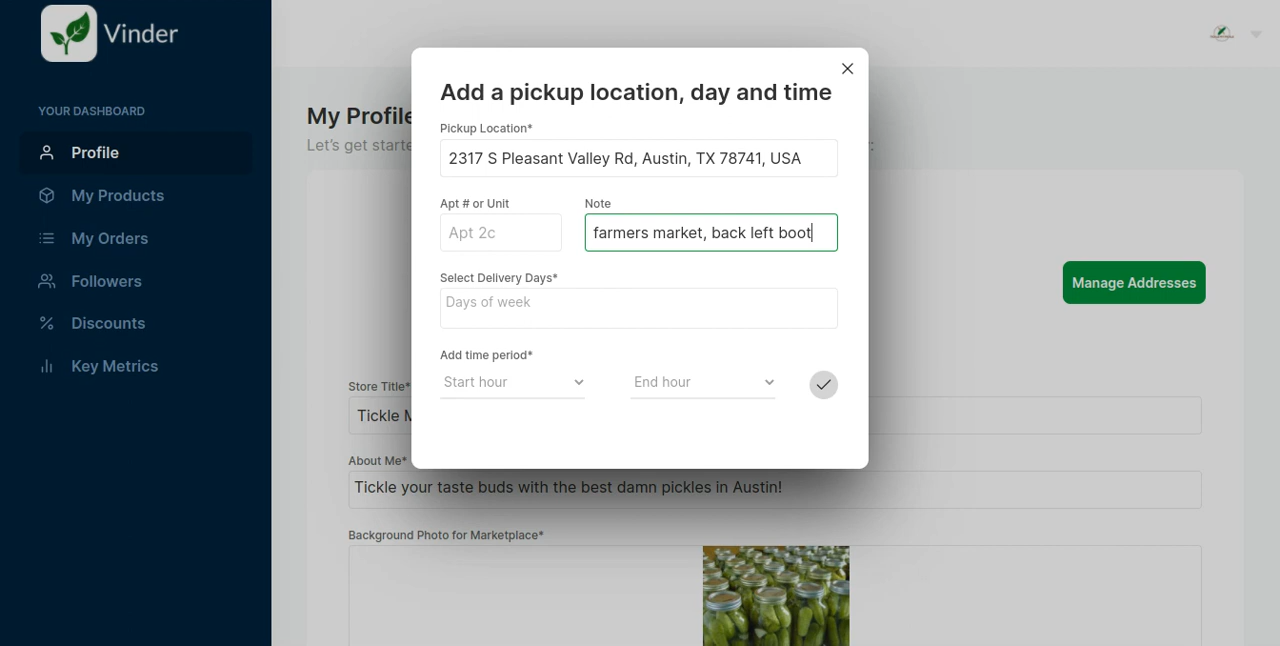 Vinder
YOUR DASHBOARD
Profile
My Products
My Orders
Followers
Discounts
Key Metrics
My Profile
Let's get starte
r:
Manage Addresses
Store Title*
Tickle M
About Me*
Tickle your taste buds with the best damn pickles in Austin!
Background Photo for Marketplace*
Add a pickup location, day and time
Pickup Location*
2317 S Pleasant Valley Rd, Austin, TX 78741, USA
Apt # or Unit
Note
Apt 2c
farmers market, back left boot
Select Delivery Days*
Days of week
Add time period*
Start hour
End hour